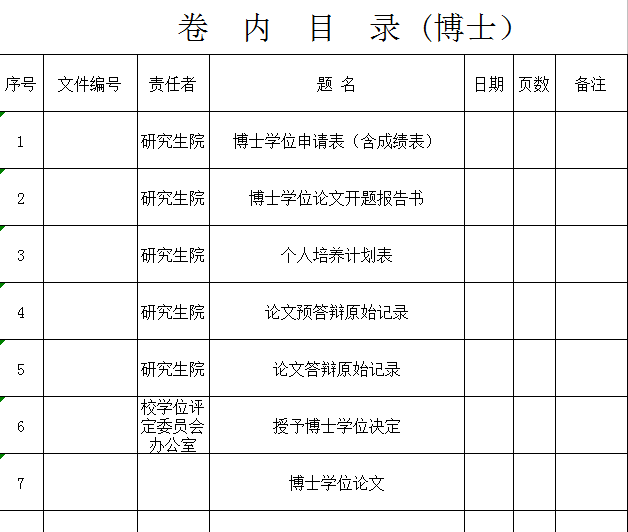 卷 内 目 录 (博士）
序号 文件编号 责任者 题 名 日期 页数 备注
1 研究生院 博士学位申请表（含成绩表）
2 研究生院 博士学位论文开题报告书
3 研究生院 个人培养计划表
4 研究生院 论文预答辩原始记录
5 研究生院 论文答辩原始记录
6 校学位评定委员会办公室 授予博士学位决定
7 博士学位论文